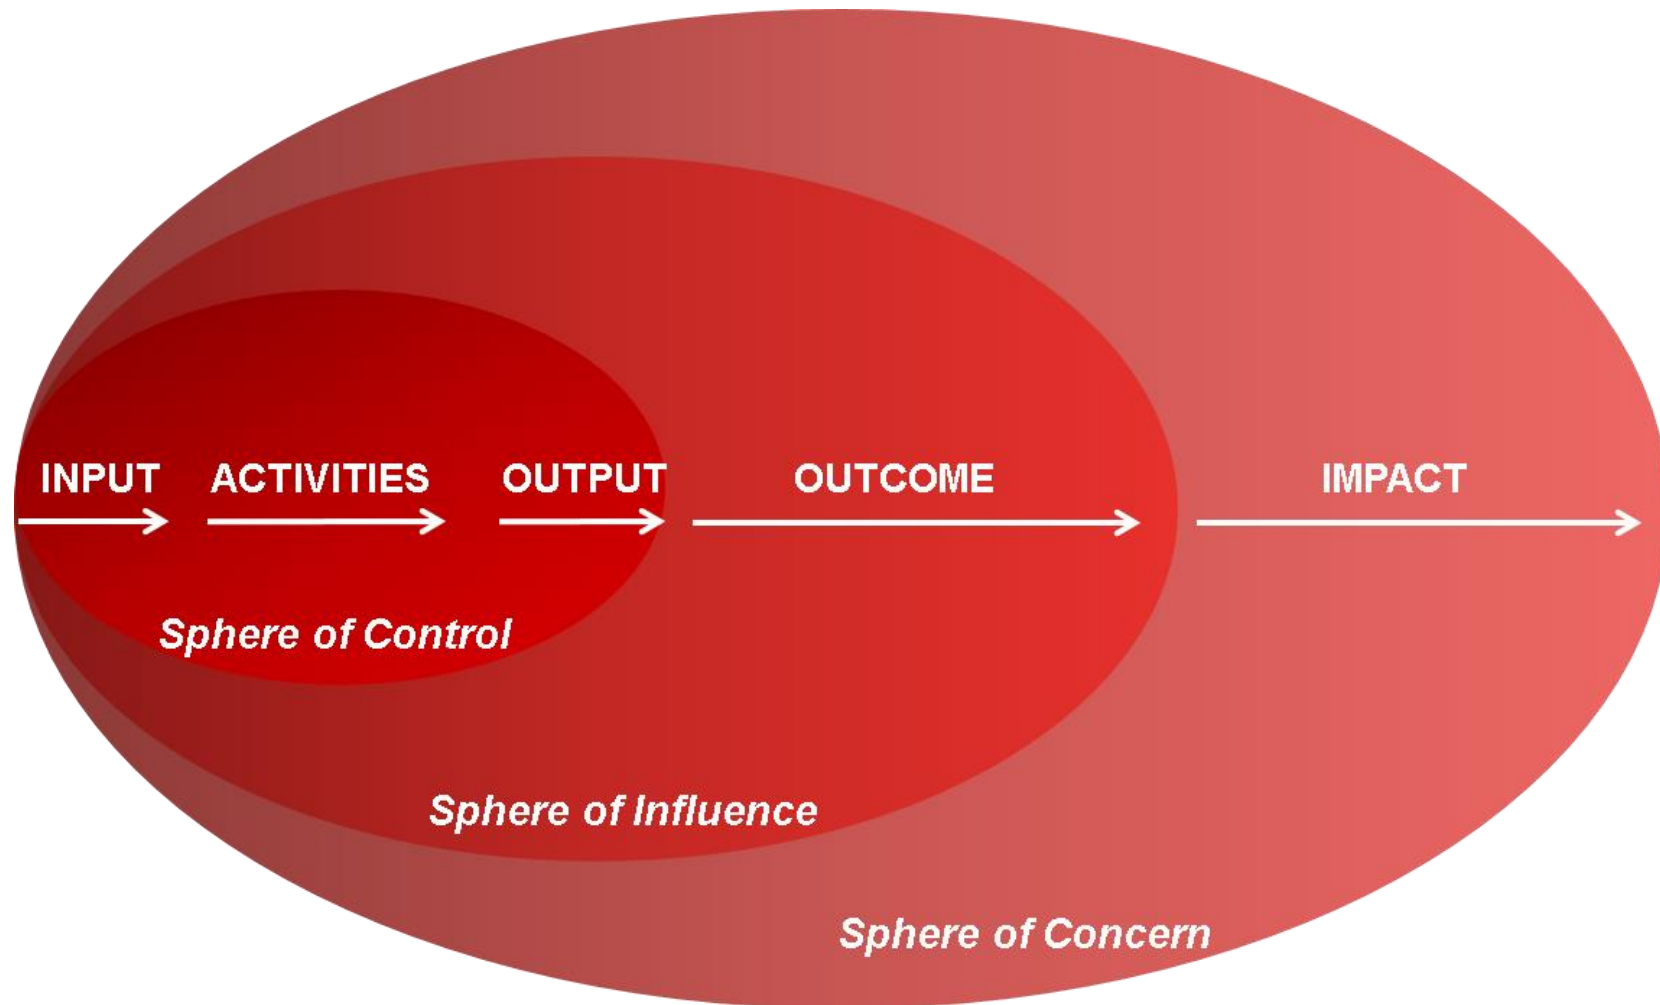 INPUT ACTIVITIES OUTPUT OUTCOME IMPACT
Sphere of Control
Sphere of Influence
Sphere of Concern